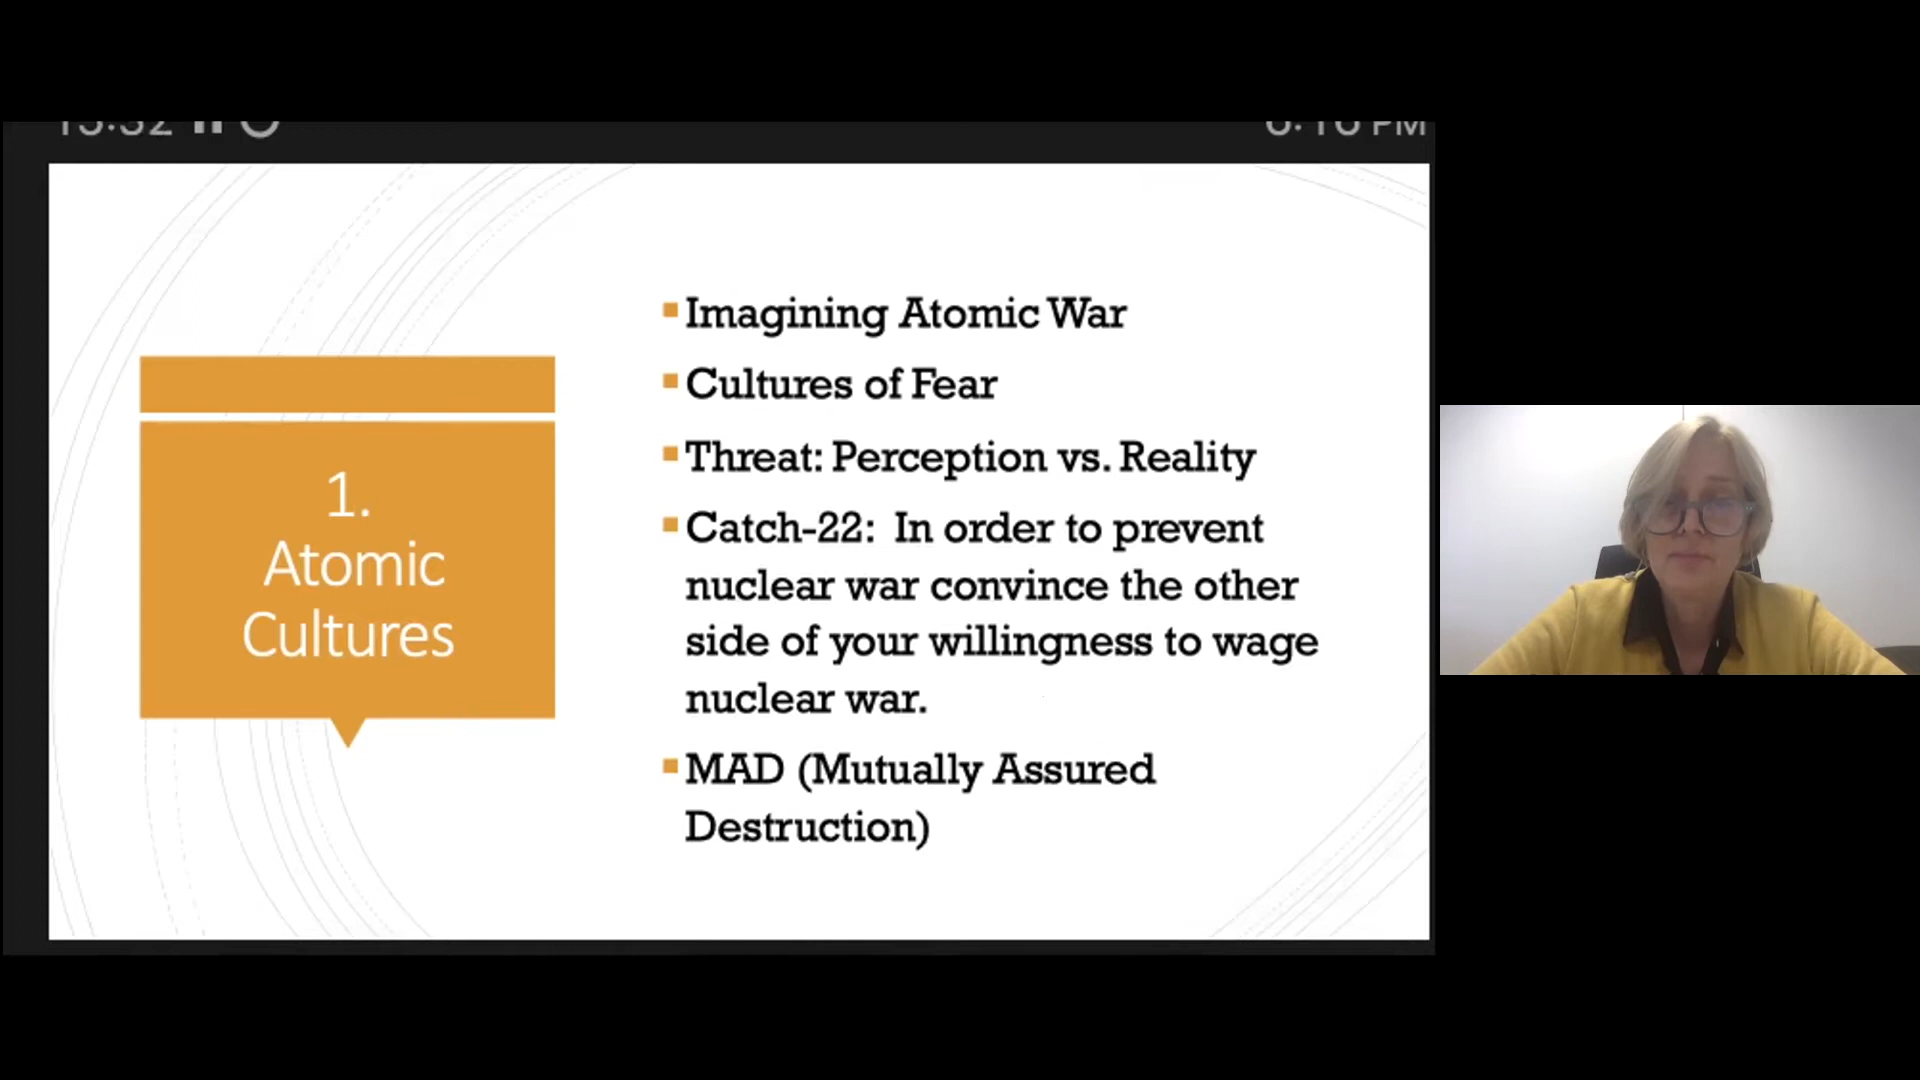 1.
Atomic
Cultures
Imagining Atomic War
Cultures of Fear
Threat: Perception vs. Reality
Catch-22: In order to prevent
nuclear war convince the other
side of your willingness to wage
nuclear war.
MAD (Mutually Assured
Destruction)